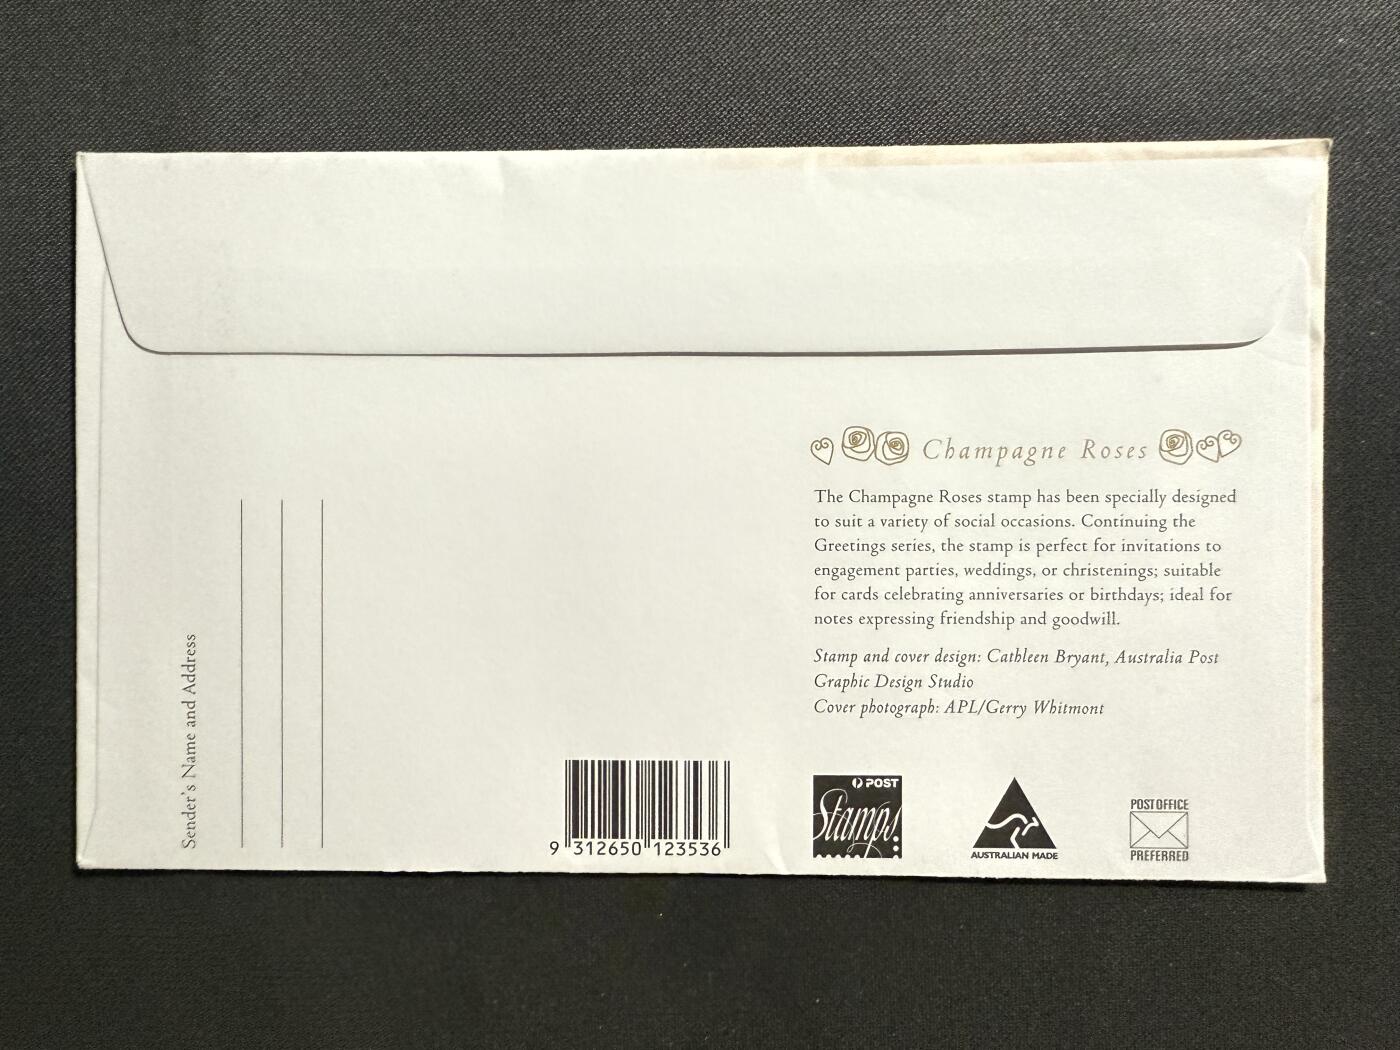 Champagne Roses
The Champagne Roses stamp has been specially designed
to suit a variety of social occasions. Continuing the
Greetings series, the stamp is perfect for invitations to
engagement parties, weddings, or christenings; suitable
for cards celebrating anniversaries or birthdays; ideal for
notes expressing friendship and goodwill.
Stamp and cover design: Cathleen Bryant, Australia Post
Graphic Design Studio
Cover photograph: APL/Gerry Whitmont
Sender's Name and Address
9 312650 123536
POST
Stamps!
AUSTRALIAN MADE
POST OFFICE
PREFERRED